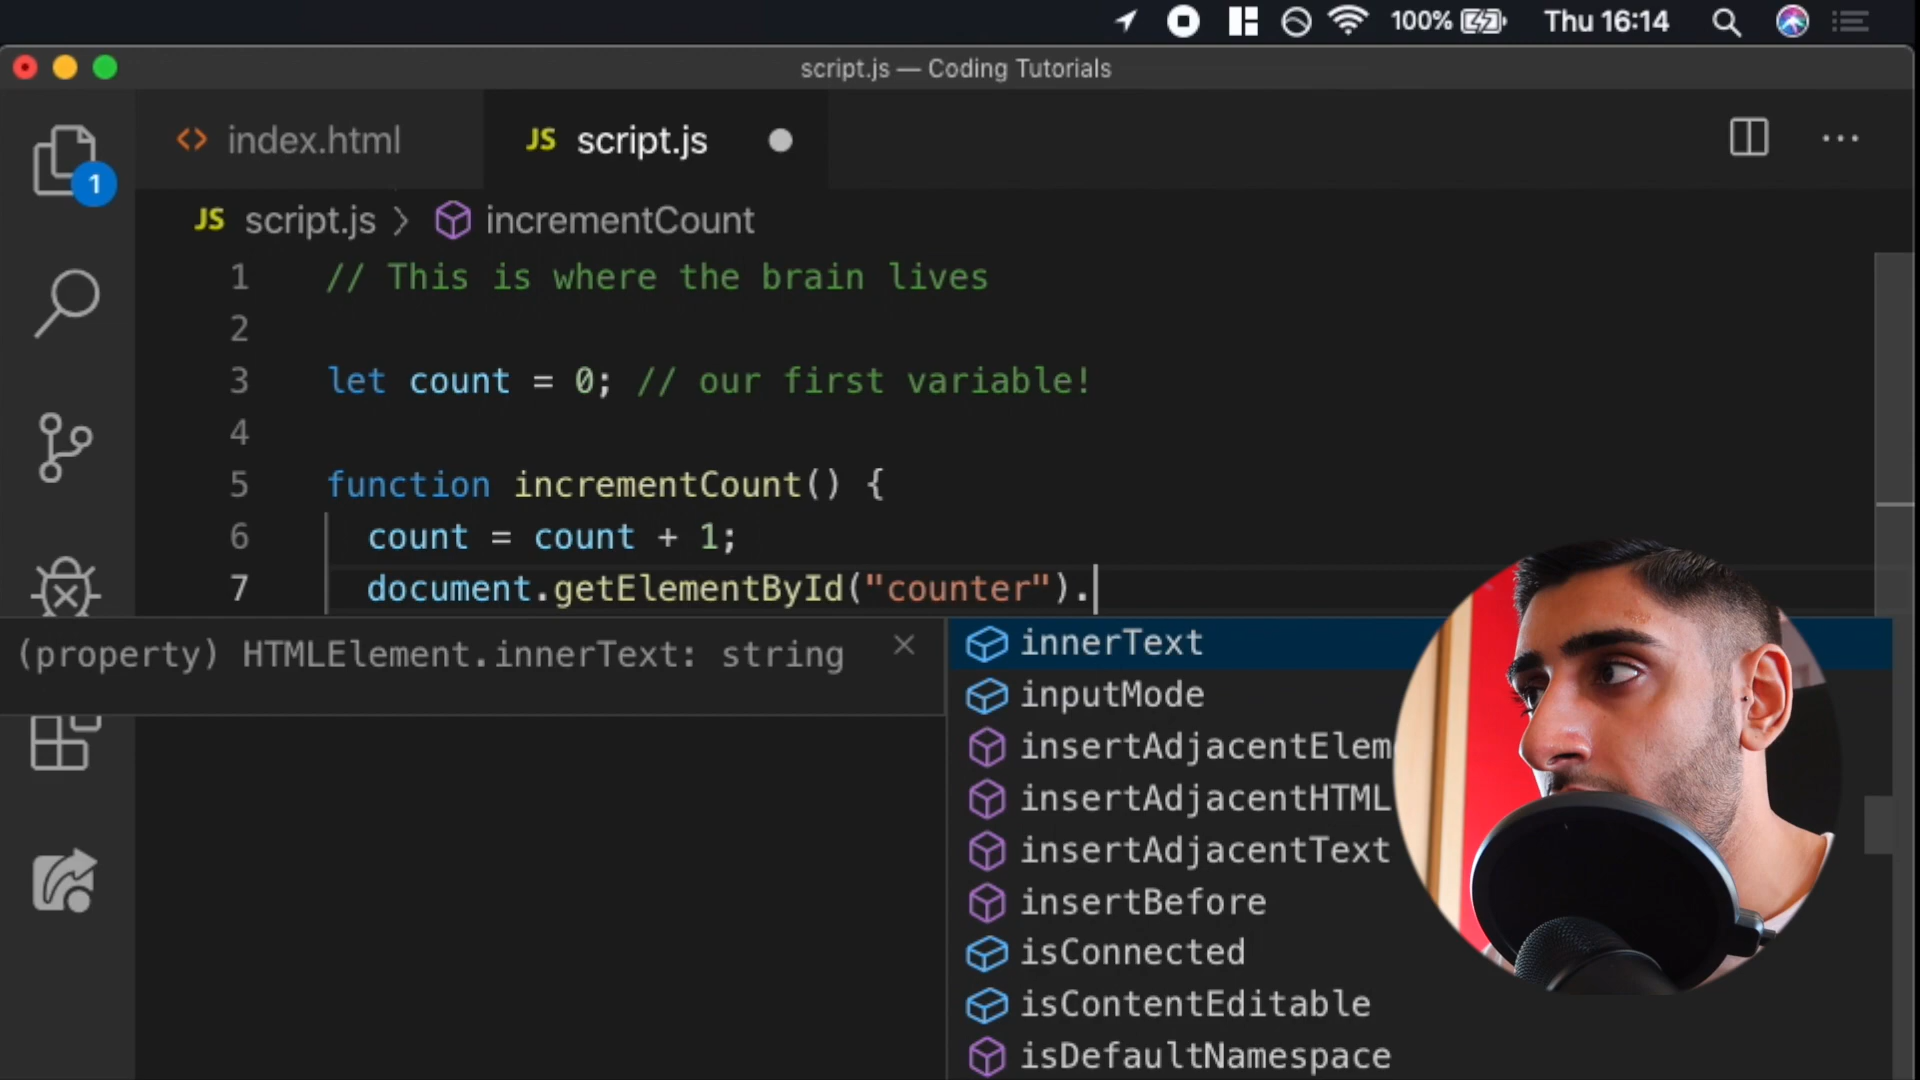 100% Thu 16:14
script.js — Coding Tutorials
index.html JS script.js
1
JS script.js > incrementCount
1 // This is where the brain lives
2
3 let count = 0; // our first variable!
4
5 function incrementCount() {
6 count = count + 1;
7 document.getElementById("counter").
(property) HTMLElement.innerText: string
innerText
inputMode
insertAdjacentElem
insertAdjacentHTML
insertAdjacentText
insertBefore
isConnected
isContentEditable
isDefaultNamespace